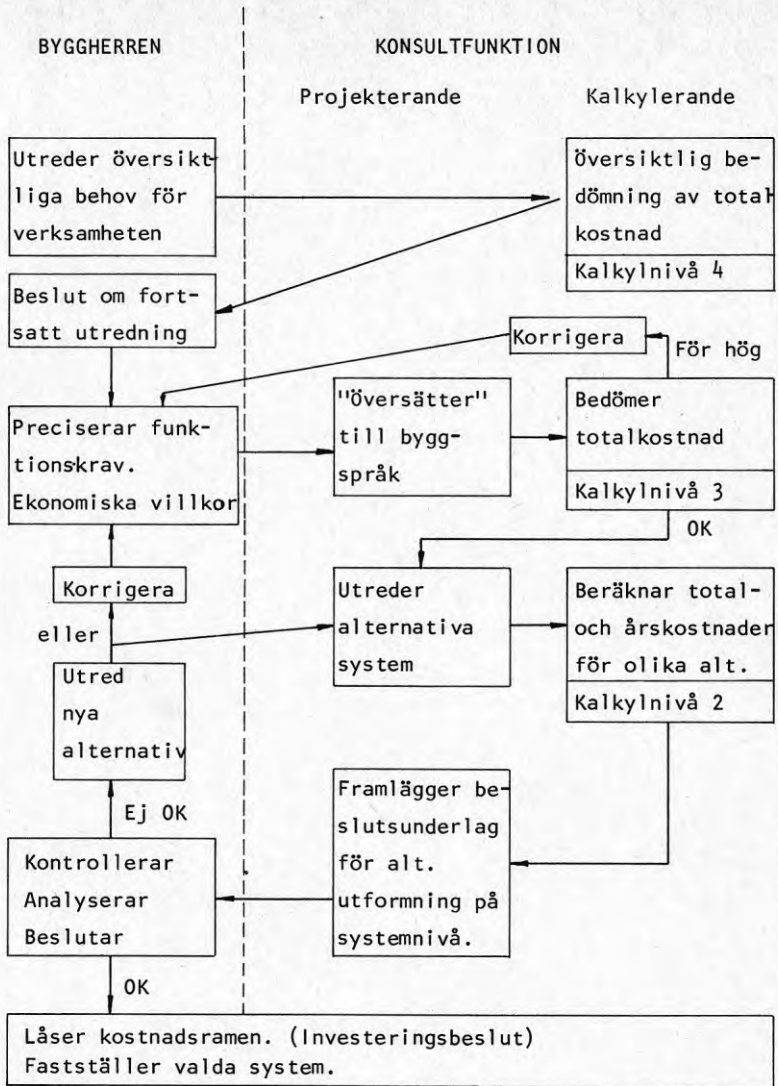 BYGGHERREN
KONSULTFUNKTION
Projekterande
Kalkylerande
Utreder översikt-
liga behov för
verksamheten
Översiktlig be-
dömning av total-
kostnad
Kalkylnivå 4
Beslut om fort-
satt utredning
Korrigera
För hög
Preciserar funk-
tionskrav.
Ekonomiska villkor
"Översätter"
till bygg-
språk
Bedömer
totalkostnad
Kalkylnivå 3
OK
Korrigera
eller
Utreder
alternativa
system
Beräknar total-
och årskostnader
för olika alt.
Kalkylnivå 2
Utred
nya
alternativ
Ej OK
Framlägger be-
slutsunderlag
för alt.
utformning på
systemnivå.
Kontrollerar
Analyserar
Beslutar
OK
Låser kostnadsramen. (Investeringsbeslut)
Fastställer valda system.